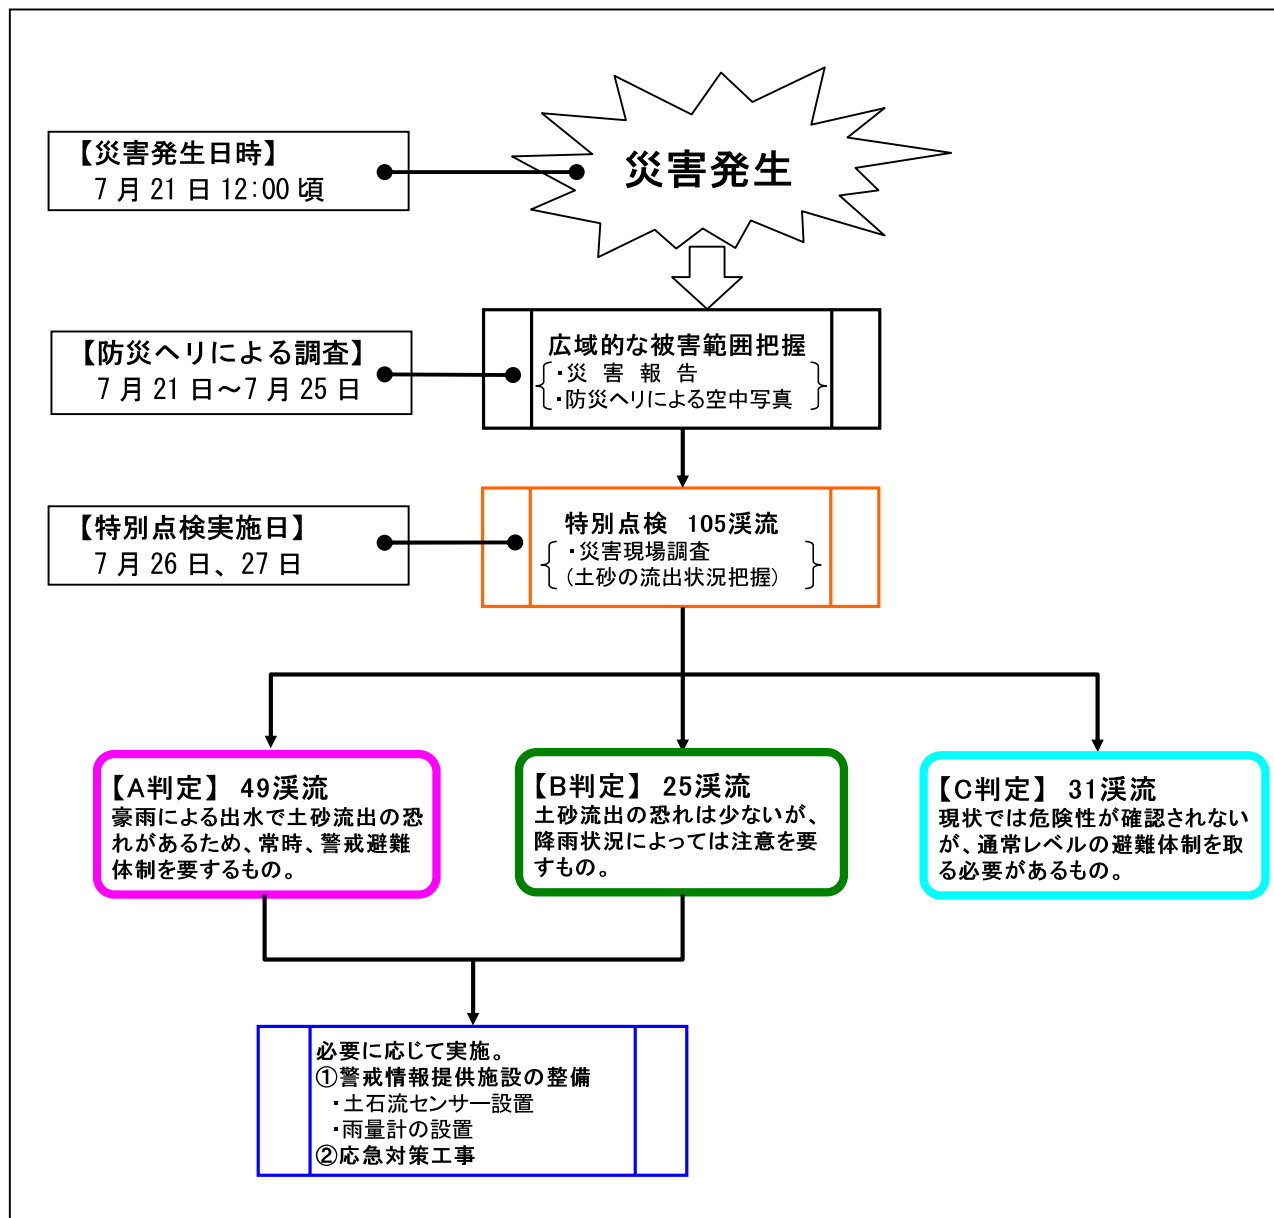 【災害発生日時】
7月21日12:00頃
災害発生
【防災ヘリによる調査】
7月21日～7月25日
広域的な被害範囲把握
・災 害 報 告
・防災ヘリによる空中写真
【特別点検実施日】
7月26日、27日
特別点検 105渓流
・災害現場調査
(土砂の流出状況把握)
【A判定】 49渓流
豪雨による出水で土砂流出の恐
れがあるため、常時、警戒避難
体制を要するもの。
【B判定】 25渓流
土砂流出の恐れは少ないが、
降雨状況によっては注意を要
すもの。
【C判定】 31渓流
現状では危険性が確認されない
が、通常レベルの避難体制を取
る必要があるもの。
必要に応じて実施。
①警戒情報提供施設の整備
・土石流センサー設置
・雨量計の設置
②応急対策工事